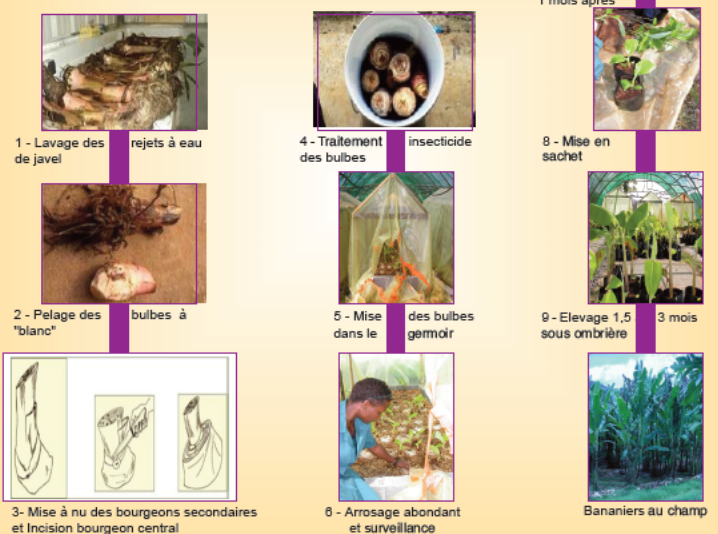 1 - Lavage des rejets à eau
de javel
2 - Pelage des bulbes à
"blanc"
3- Mise à nu des bourgeons secondaires
et Incision bourgeon central
4 - Traitement insecticide
des bulbes
5 - Mise des bulbes
dans le germoir
6 - Arrosage abondant
et surveillance
1 mois après
8 - Mise en
sachet
9 - Elevage 1,5 3 mois
sous ombrière
Bananiers au champ